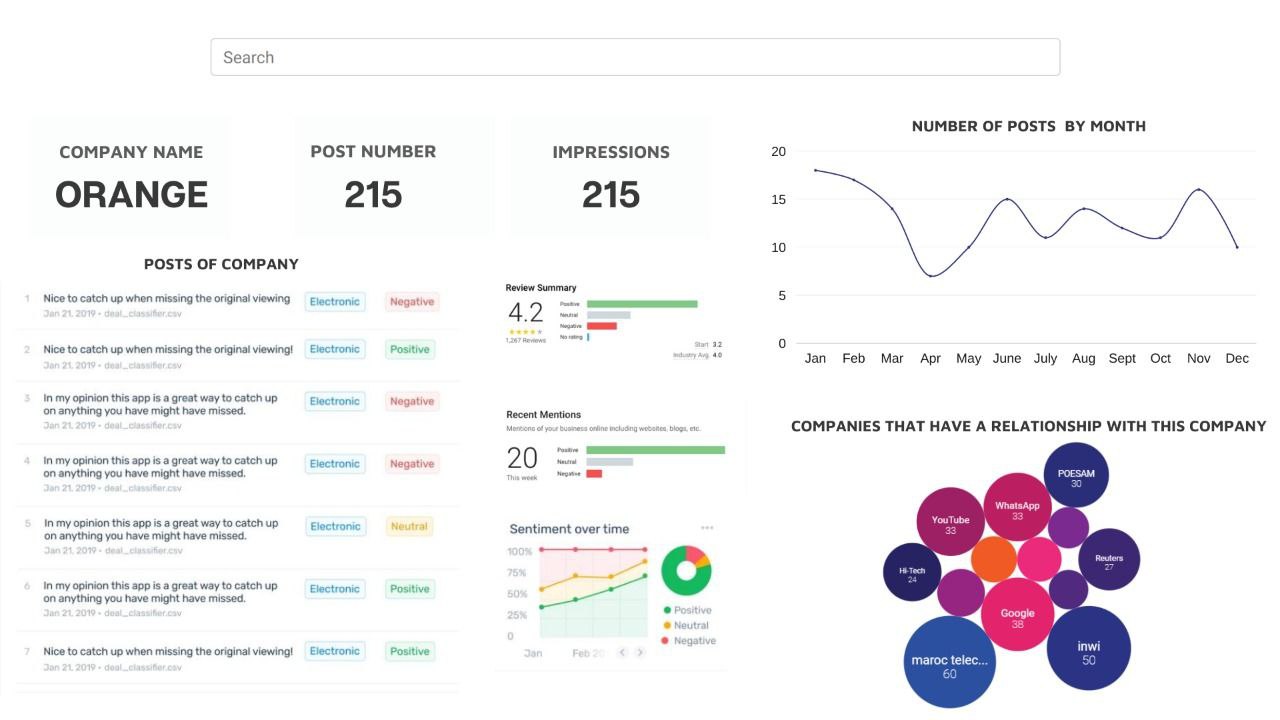 Search
COMPANY NAME
ORANGE
POST NUMBER
215
IMPRESSIONS
215
POSTS OF COMPANY
1 Nice to catch up when missing the original viewing Electronic Negative
Jan 21, 2019 • deal_classifier.csv
2 Nice to catch up when missing the original viewing! Electronic Positive
Jan 21, 2019 • deal_classifier.csv
3 In my opinion this app is a great way to catch up Electronic Negative
on anything you have might have missed.
Jan 21, 2019 • deal_classifier.csv
4 In my opinion this app is a great way to catch up Electronic Negative
on anything you have might have missed.
Jan 21, 2019 • deal_classifier.csv
5 In my opinion this app is a great way to catch up Electronic Neutral
on anything you have might have missed.
Jan 21, 2019 • deal_classifier.csv
6 In my opinion this app is a great way to catch up Electronic Positive
on anything you have might have missed.
Jan 21, 2019 • deal_classifier.csv
7 Nice to catch up when missing the original viewing! Electronic Positive
Jan 21, 2019 • deal_classifier.csv
Review Summary
4.2
1,267 Reviews
Positive
Neutral
Negative
No rating
Start 3.2
Industry Avg. 4.0
Recent Mentions
Mentions of your business online including websites, blogs, etc.
20
This week
Positive
Neutral
Negative
Sentiment over time
100%
75%
50%
25%
0
Jan Feb 20
Positive
Neutral
Negative
NUMBER OF POSTS BY MONTH
20
15
10
5
0
Jan Feb Mar Apr May June July Aug Sept Oct Nov Dec
COMPANIES THAT HAVE A RELATIONSHIP WITH THIS COMPANY
POESAM
30
WhatsApp
33
YouTube
33
Reuters
27
Hi-Tech
24
Google
38
inwi
50
maroc telec...
60